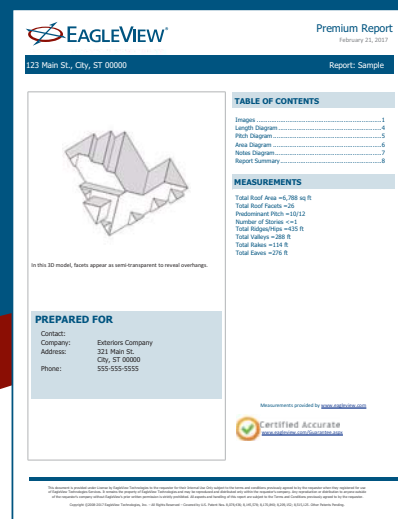 EAGLEVIEW®
Premium Report
February 21, 2017
123 Main St., City, ST 00000
Report: Sample
In this 3D model, facets appear as semi-transparent to reveal overhangs.
PREPARED FOR
Contact:
Company: Exteriors Company
Address: 321 Main St.
City, ST 00000
Phone: 555-555-5555
TABLE OF CONTENTS
Images ....................1
Length Diagram ....................4
Pitch Diagram ....................5
Area Diagram ....................6
Notes Diagram ....................7
Report Summary ....................8
MEASUREMENTS
Total Roof Area =6,788 sq ft
Total Roof Facets =26
Predominant Pitch =10/12
Number of Stories <=1
Total Ridges/Hips =435 ft
Total Valleys =288 ft
Total Rakes =114 ft
Total Eaves =276 ft
Measurements provided by www.eagleview.com
Certified Accurate
www.eagleview.com/Guarantee.aspx